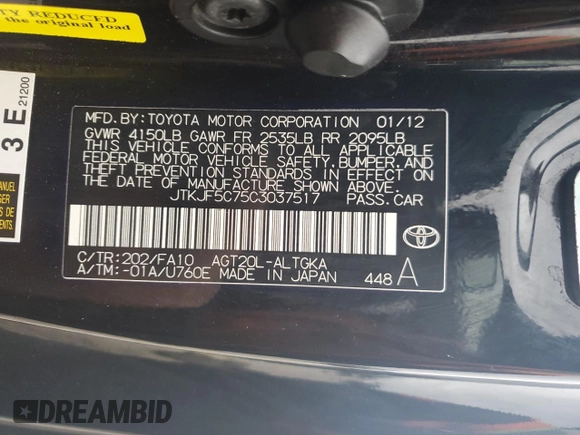 TY REDUCED
the original load
3 E
21200
MANUEL
MFD.BY:TOYOTA MOTOR CORPORATION 01/12
GVWR 4150LB GAWR FR 2535LB RR 2095LB
THIS VEHICLE CONFORMS TO ALL APPLICABLE
FEDERAL MOTOR VEHICLE SAFETY,BUMPER,AND
THEFT PREVENTION STANDARDS IN EFFECT ON
THE DATE OF MANUFACTURE SHOWN ABOVE.
JTKJF5C75C3037517 PASS.CAR
C/TR:202/FA10 AGT20L-ALTGKA
A/TM:-01A/U760E MADE IN JAPAN 448 A
TOYOTA
DREAMBID